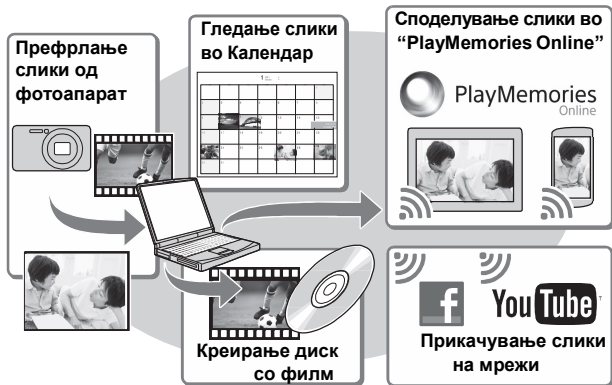 Префрлање
слики од
фотоапарат
Гледање слики
во Календар
1
Споделување слики во
“PlayMemories Online”
PlayMemories
Online
Креирање диск
со филм
f
You Tube
Прикачување слики
на мрежи